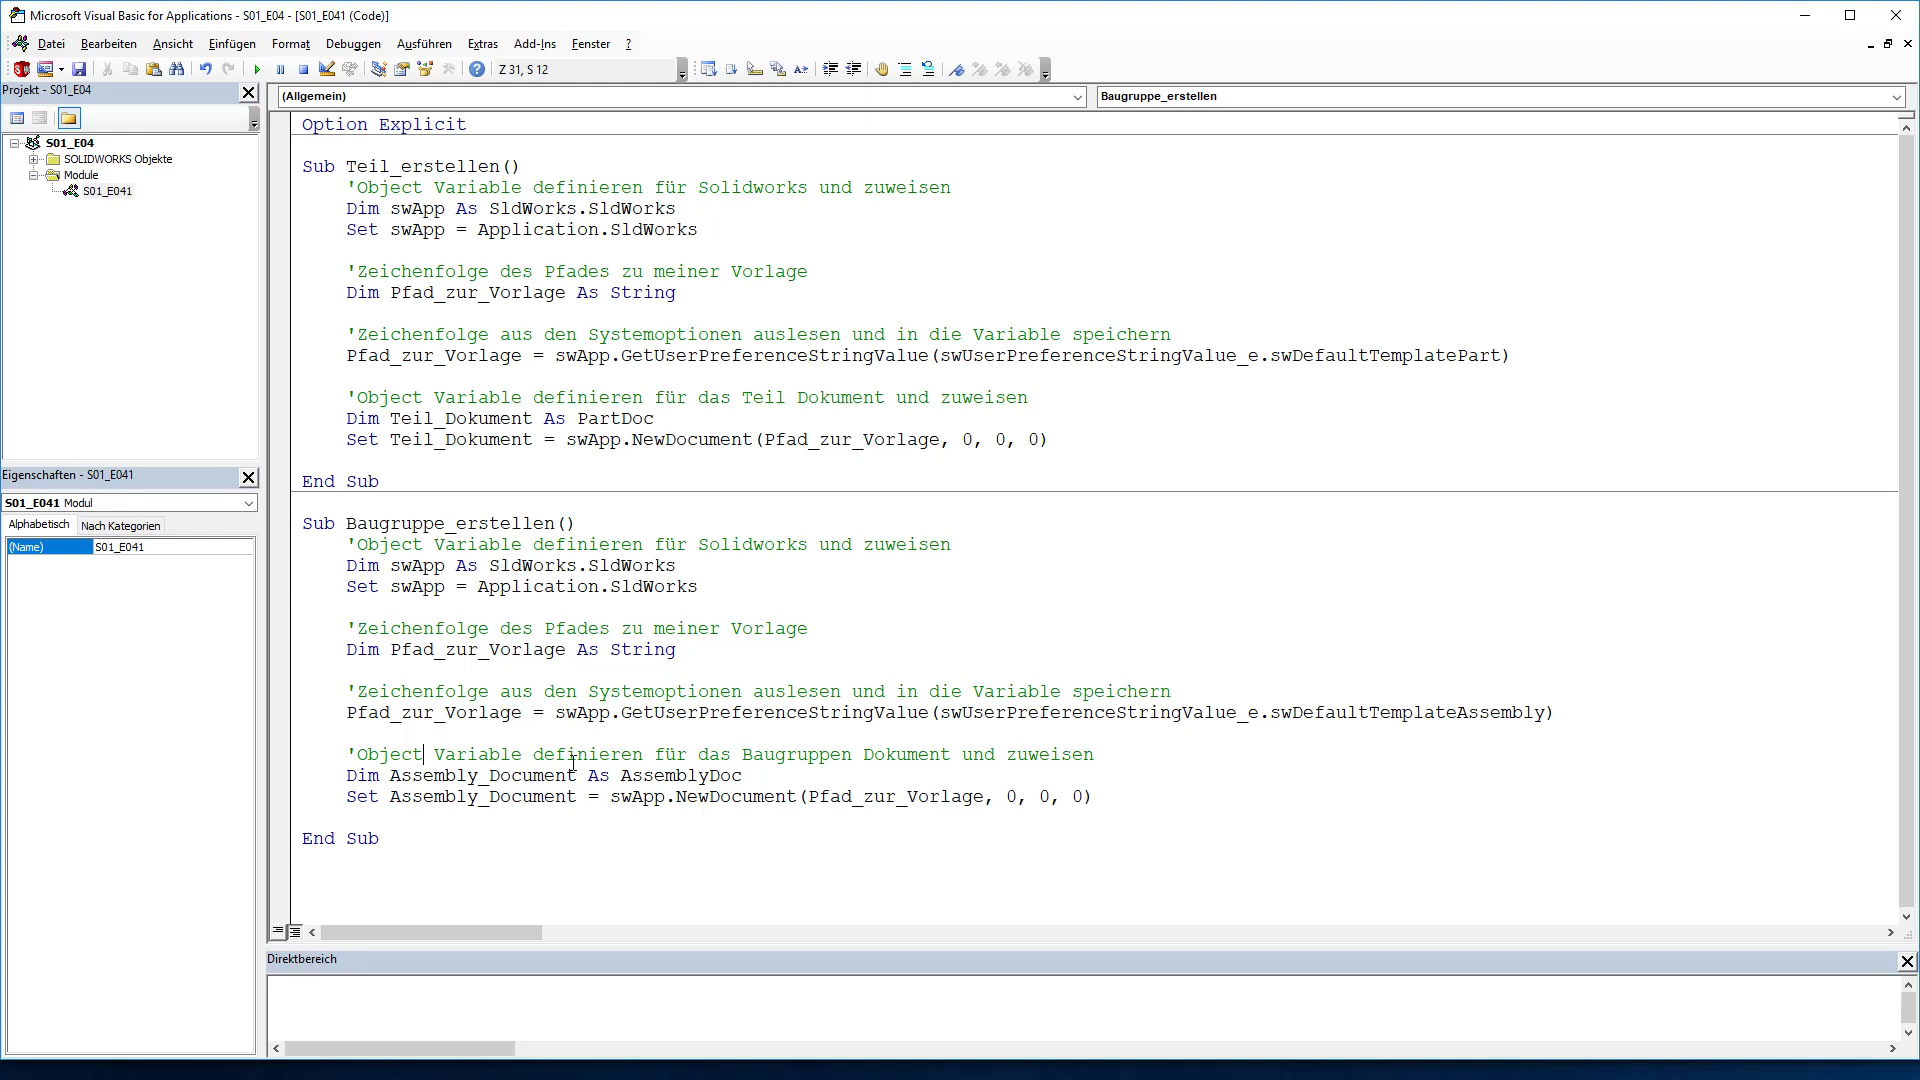 Microsoft Visual Basic for Applications - S01_E04 - [S01_E041 (Code)]
Datei Bearbeiten Ansicht Einfügen Format Debuggen Ausführen Extras Add-Ins Fenster ?
Z 31, S 12
Projekt - S01_E04
S01_E04
SOLIDWORKS Objekte
Module
S01_E041
Eigenschaften - S01_E041
S01_E041 Modul
Alphabetisch Nach Kategorien
(Name) S01_E041
(Allgemein) Baugruppe_erstellen
Option Explicit
Sub Teil_erstellen()
'Object Variable definieren für Solidworks und zuweisen
Dim swApp As SldWorks.SldWorks
Set swApp = Application.SldWorks
'Zeichenfolge des Pfades zu meiner Vorlage
Dim Pfad_zur_Vorlage As String
'Zeichenfolge aus den Systemoptionen auslesen und in die Variable speichern
Pfad_zur_Vorlage = swApp.GetUserPreferenceStringValue(swUserPreferenceStringValue_e.swDefaultTemplatePart)
'Object Variable definieren für das Teil Dokument und zuweisen
Dim Teil_Dokument As PartDoc
Set Teil_Dokument = swApp.NewDocument(Pfad_zur_Vorlage, 0, 0, 0)
End Sub
Sub Baugruppe_erstellen()
'Object Variable definieren für Solidworks und zuweisen
Dim swApp As SldWorks.SldWorks
Set swApp = Application.SldWorks
'Zeichenfolge des Pfades zu meiner Vorlage
Dim Pfad_zur_Vorlage As String
'Zeichenfolge aus den Systemoptionen auslesen und in die Variable speichern
Pfad_zur_Vorlage = swApp.GetUserPreferenceStringValue(swUserPreferenceStringValue_e.swDefaultTemplateAssembly)
'Object Variable definieren für das Baugruppen Dokument und zuweisen
Dim Assembly_Document As AssemblyDoc
Set Assembly_Document = swApp.NewDocument(Pfad_zur_Vorlage, 0, 0, 0)
End Sub
Direktbereich